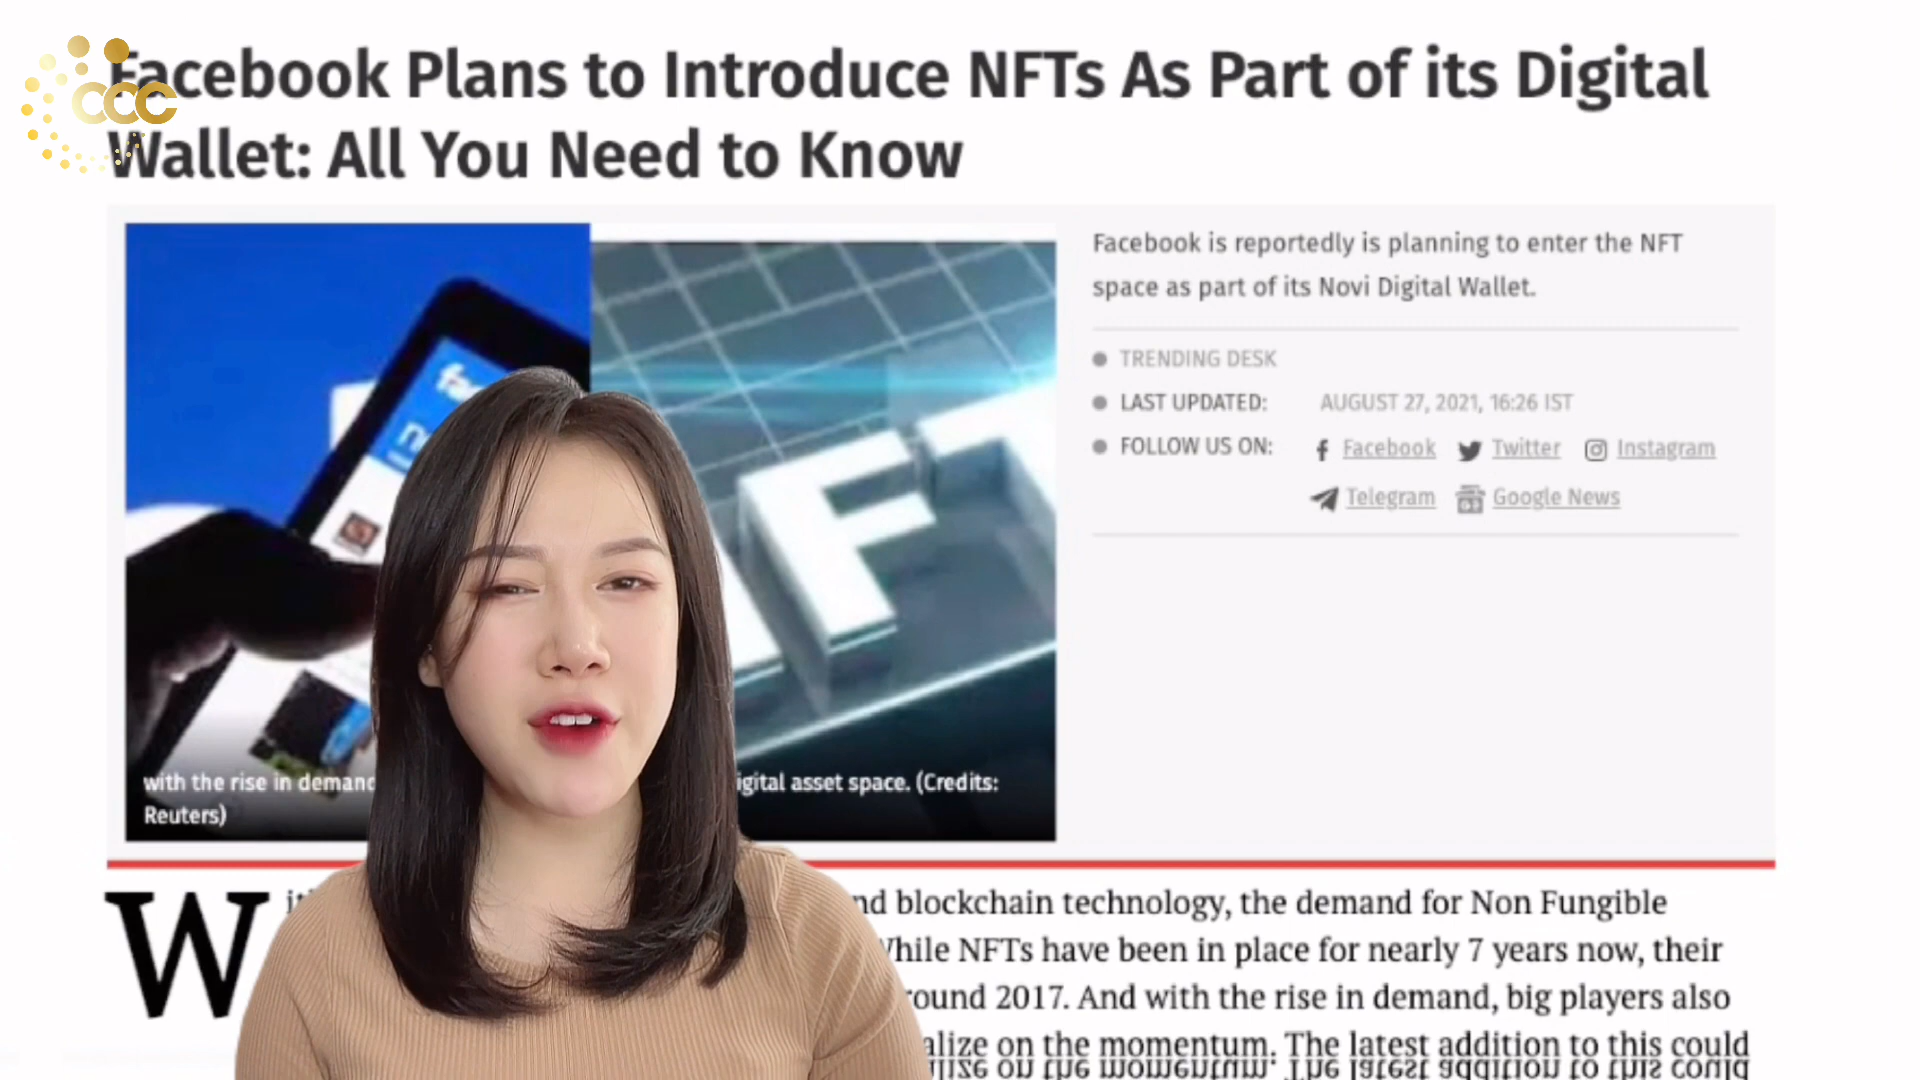 Facebook Plans to Introduce NFTs As Part of its Digital
Wallet: All You Need to Know
ccc
Facebook is reportedly is planning to enter the NFT
space as part of its Novi Digital Wallet.
TRENDING DESK
LAST UPDATED: AUGUST 27, 2021, 16:26 IST
FOLLOW US ON: Facebook Twitter Instagram
Telegram Google News
with the rise in demand
igital asset space. (Credits:
Reuters)
W
nd blockchain technology, the demand for Non Fungible
While NFTs have been in place for nearly 7 years now, their
round 2017. And with the rise in demand, big players also
alize on the momentum. The latest addition to this could